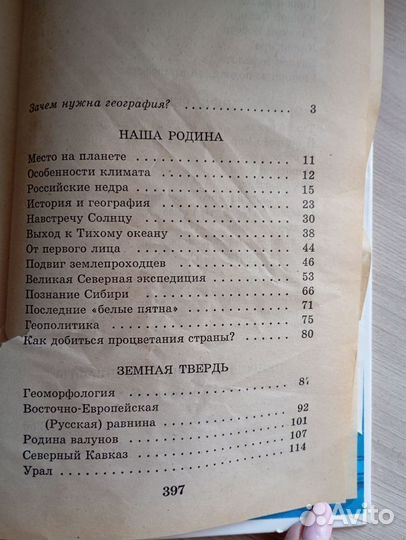 Зачем нужна география? 3
НАША РОДИНА
Место на планете 11
Особенности климата 12
Российские недра 15
История и география 23
Навстречу Солнцу 30
Выход к Тихому океану 38
От первого лица 44
Подвиг землепроходцев 46
Великая Северная экспедиция 53
Познание Сибири 66
Последние «белые пятна» 71
Геополитика 75
Как добиться процветания страны? 80
ЗЕМНАЯ ТВЕРДЬ
Геоморфология 87
Восточно-Европейская 92
(Русская) равнина 101
Родина валунов 107
Северный Кавказ 114
Урал
397
Avito